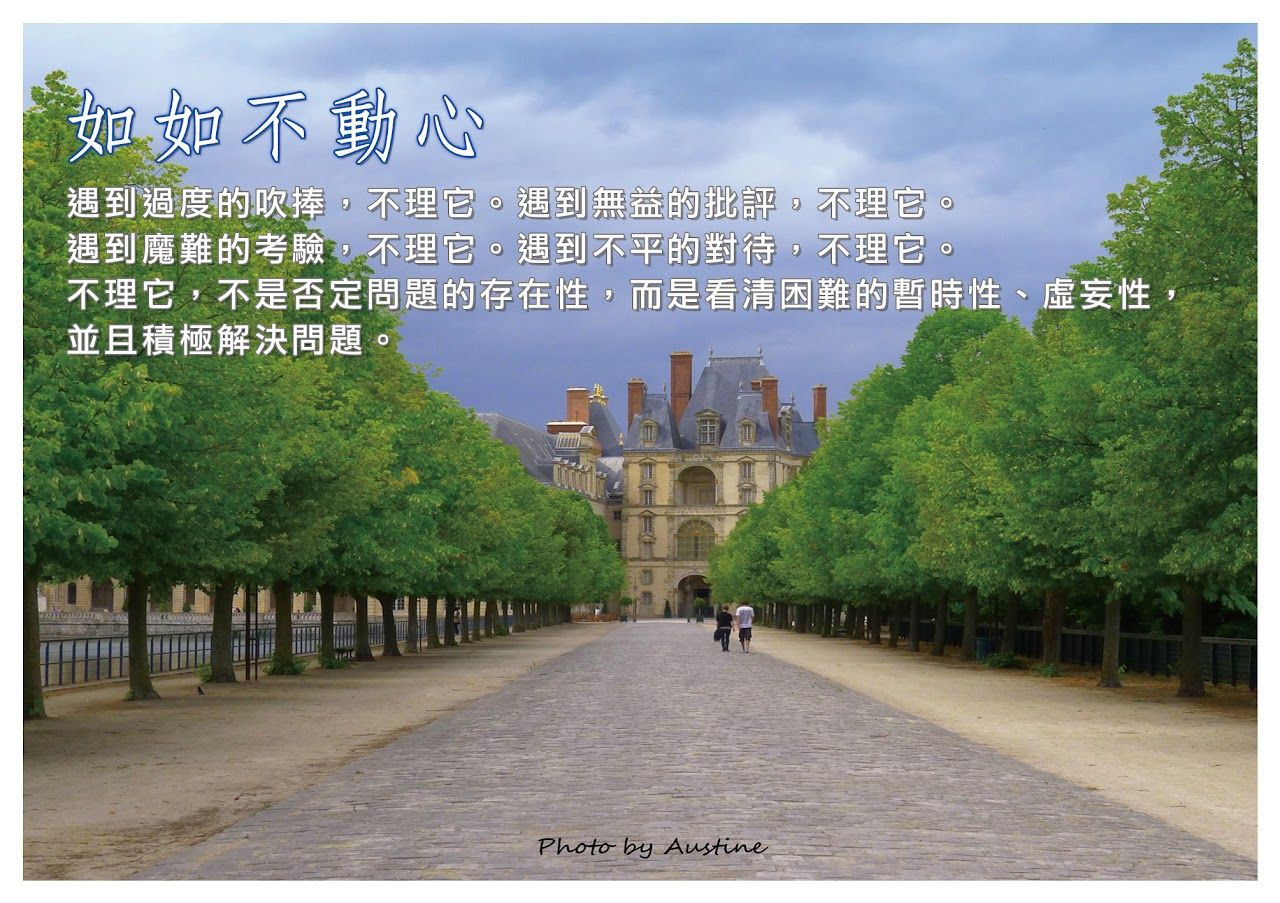 如如不動心
遇到過度的吹捧，不理它。遇到無益的批評，不理它。
遇到魔難的考驗，不理它。遇到不平的對待，不理它。
不理它，不是否定問題的存在性，而是看清困難的暫時性、虛妄性，
並且積極解決問題。
Photo by Austine